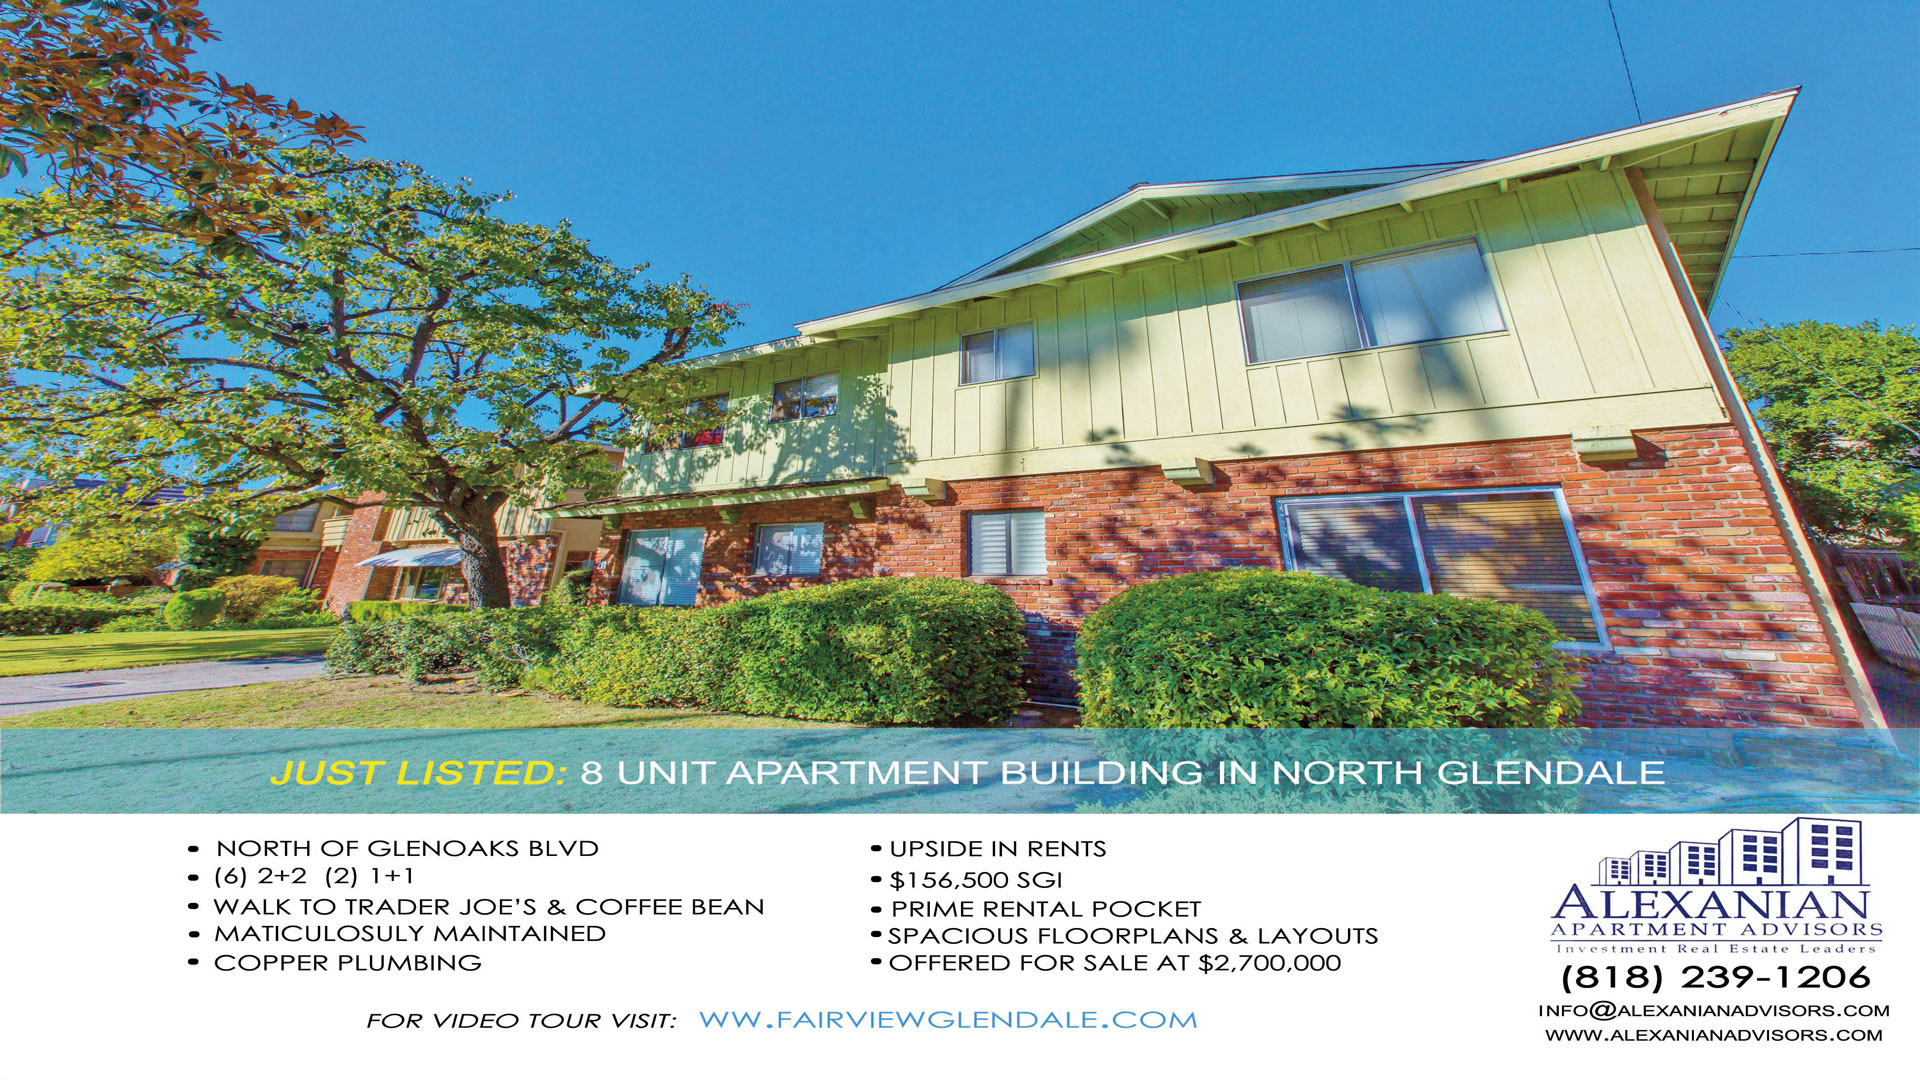 JUST LISTED: 8 UNIT APARTMENT BUILDING IN NORTH GLENDALE
• NORTH OF GLENOAKS BLVD
• (6) 2+2 (2) 1+1
• WALK TO TRADER JOE'S & COFFEE BEAN
• MATICULOSULY MAINTAINED
• COPPER PLUMBING
• UPSIDE IN RENTS
• $156,500 SGI
• PRIME RENTAL POCKET
• SPACIOUS FLOORPLANS & LAYOUTS
• OFFERED FOR SALE AT $2,700,000
FOR VIDEO TOUR VISIT: WW.FAIRVIEWGLENDALE.COM
ALEXANIAN
APARTMENT ADVISORS
Investment Real Estate Leaders
(818) 239-1206
INFO@ALEXANIANADVISORS.COM
WWW.ALEXANIANADVISORS.COM